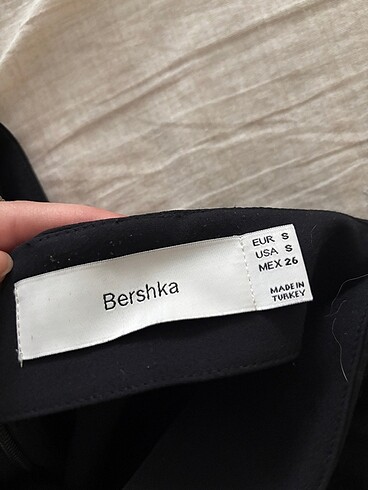 Bershka
EUR S
USA S
MEX 26
MADE IN
TURKEY